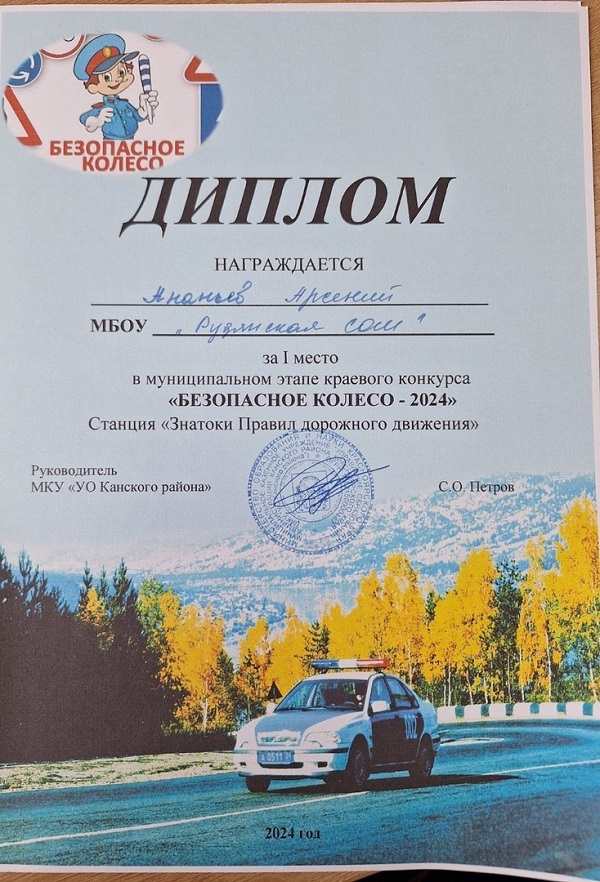 БЕЗОПАСНОЕ
КОЛЕСО
ДИПЛОМ
НАГРАЖДАЕТСЯ
Ананьев Арсений
МБОУ „Рудянская сош"
за I место
в муниципальном этапе краевого конкурса
«БЕЗОПАСНОЕ КОЛЕСО - 2024»
Станция «Знатоки Правил дорожного движения»
Руководитель
МКУ «УО Канского района»
С.О. Петров
2024 год